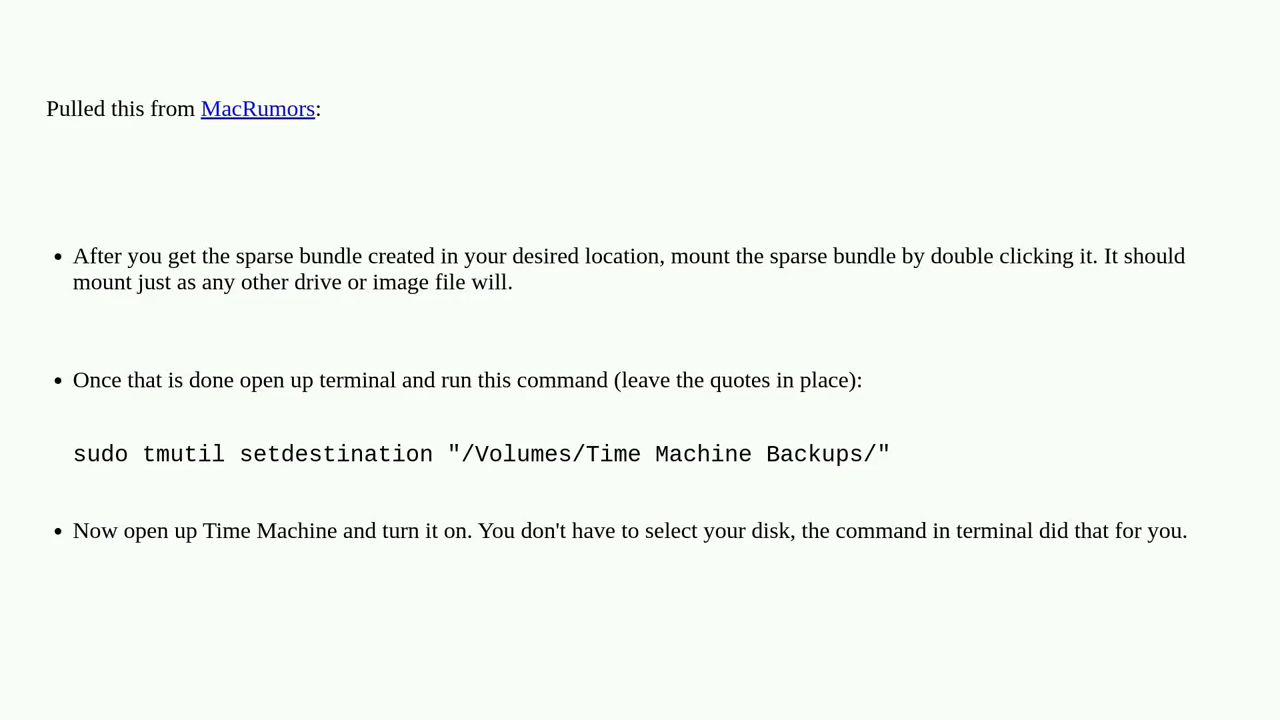 Pulled this from MacRumors:
• After you get the sparse bundle created in your desired location, mount the sparse bundle by double clicking it. It should
mount just as any other drive or image file will.
• Once that is done open up terminal and run this command (leave the quotes in place):
sudo tmutil setdestination "/Volumes/Time Machine Backups/"
• Now open up Time Machine and turn it on. You don't have to select your disk, the command in terminal did that for you.